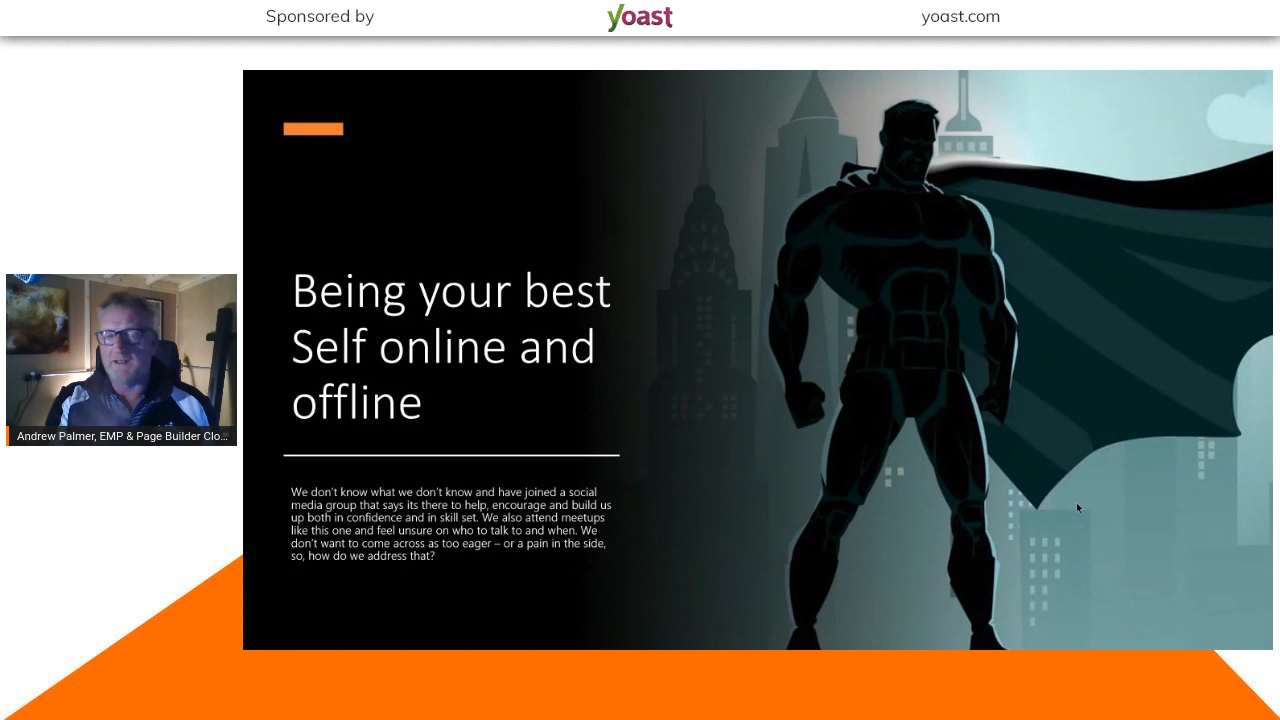 Sponsored by
yoast
yoast.com
Being your best
Self online and
offline
We don't know what we don't know and have joined a social
media group that says its there to help, encourage and build us
up both in confidence and in skill set. We also attend meetups
like this one and feel unsure on who to talk to and when. We
don't want to come across as too eager – or a pain in the side,
so, how do we address that?
Andrew Palmer, EMP & Page Builder Clo...